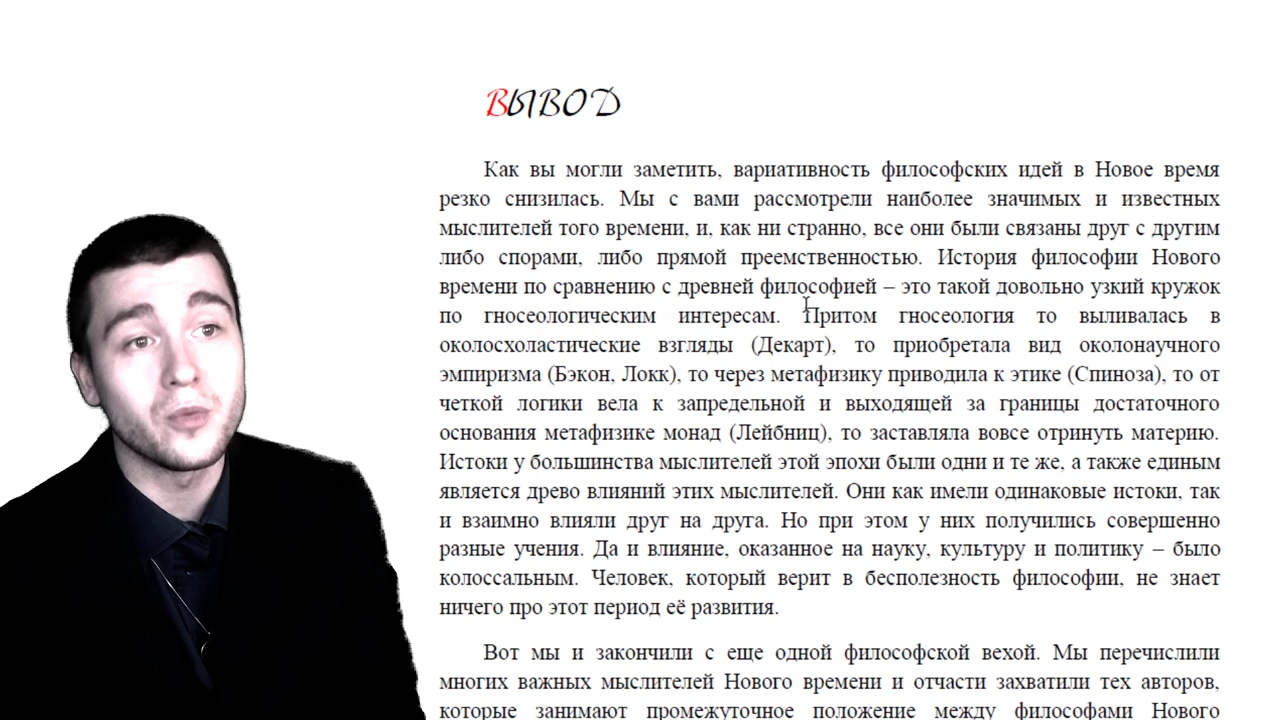 ВЫВОД
Как вы могли заметить, вариативность философских идей в Новое время
резко снизилась. Мы с вами рассмотрели наиболее значимых и известных
мыслителей того времени, и, как ни странно, все они были связаны друг с другим
либо спорами, либо прямой преемственностью. История философии Нового
времени по сравнению с древней философией – это такой довольно узкий кружок
по гносеологическим интересам. Притом гносеология то выливалась в
околосхоластические взгляды (Декарт), то приобретала вид околонаучного
эмпиризма (Бэкон, Локк), то через метафизику приводила к этике (Спиноза), то от
четкой логики вела к запредельной и выходящей за границы достаточного
основания метафизике монад (Лейбниц), то заставляла вовсе отринуть материю.
Истоки у большинства мыслителей этой эпохи были одни и те же, а также единым
является древо влияний этих мыслителей. Они как имели одинаковые истоки, так
и взаимно влияли друг на друга. Но при этом у них получились совершенно
разные учения. Да и влияние, оказанное на науку, культуру и политику – было
колоссальным. Человек, который верит в бесполезность философии, не знает
ничего про этот период её развития.
Вот мы и закончили с еще одной философской вехой. Мы перечислили
многих важных мыслителей Нового времени и отчасти захватили тех авторов,
которые занимают промежуточное положение между философами Нового